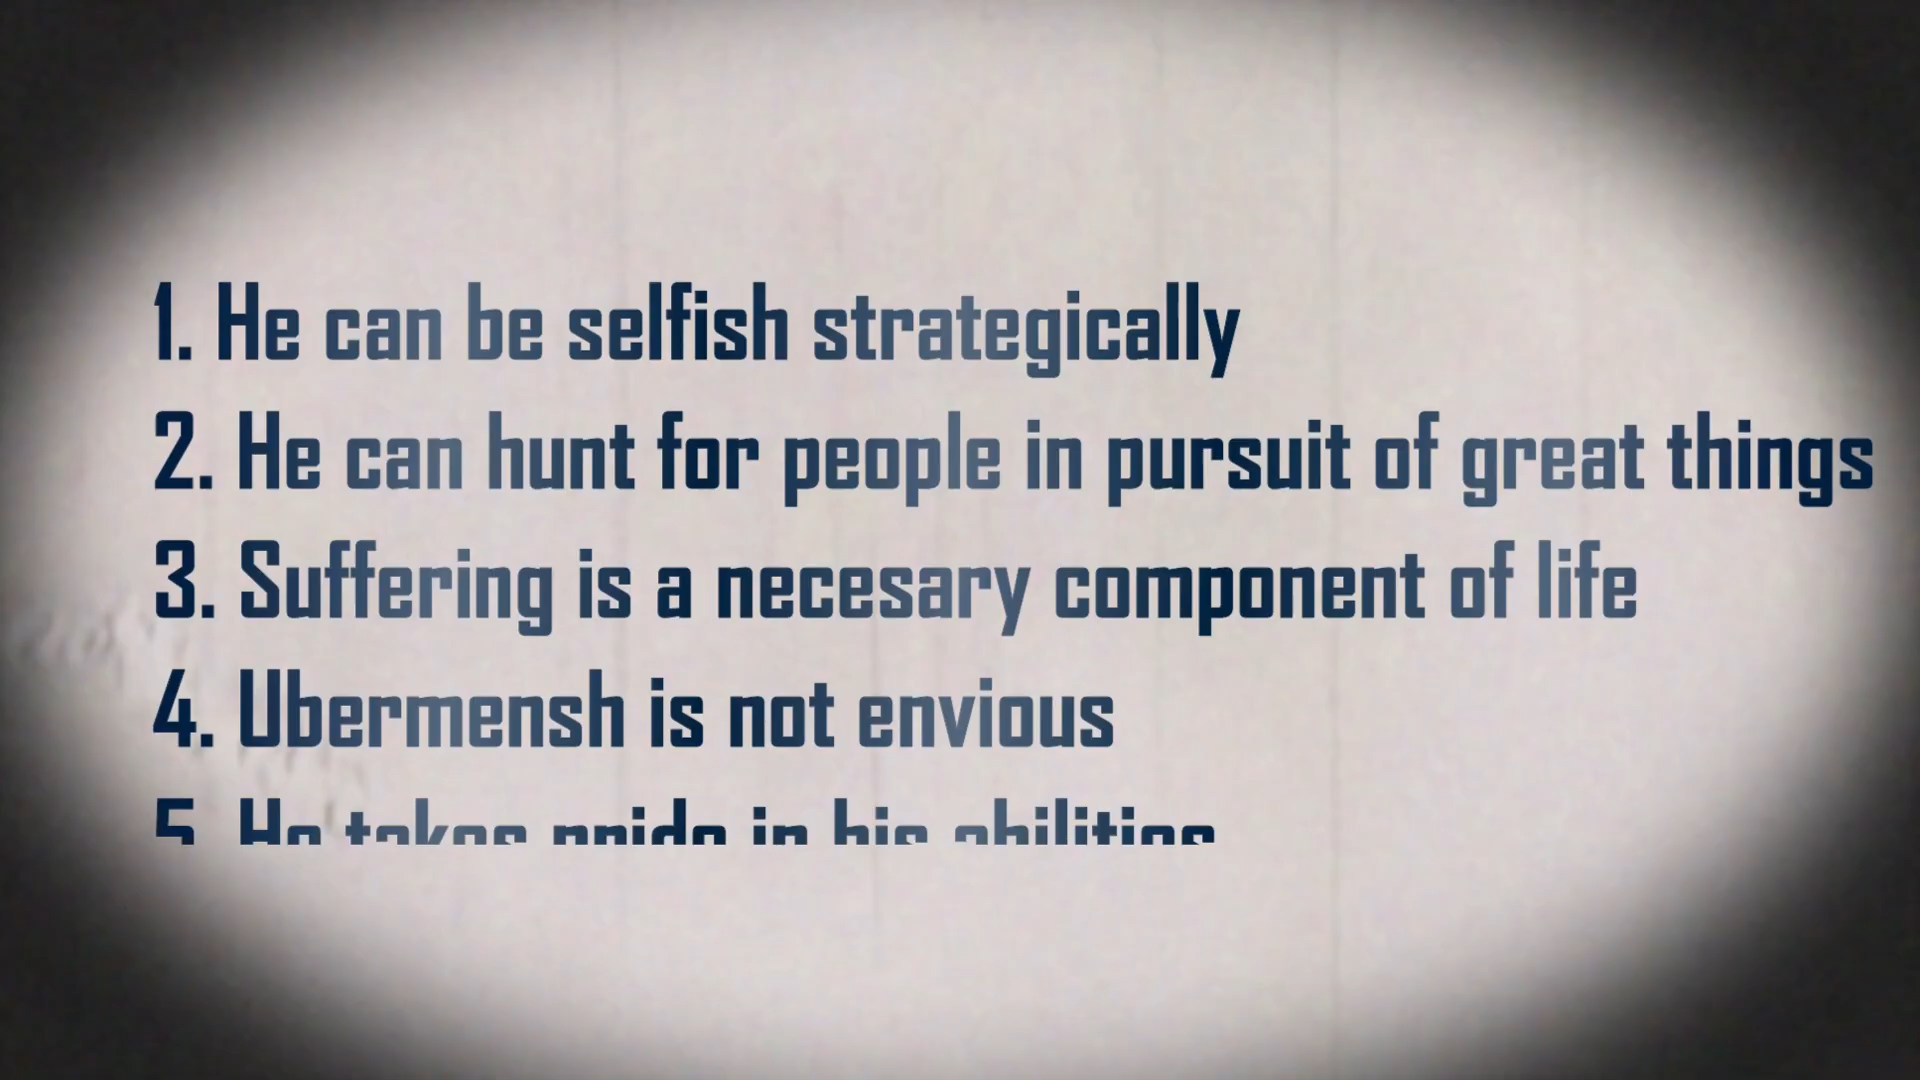 1. He can be selfish strategically
2. He can hunt for people in pursuit of great things
3. Suffering is a necesary component of life
4. Ubermensh is not envious
5. He takes pride in his abilities